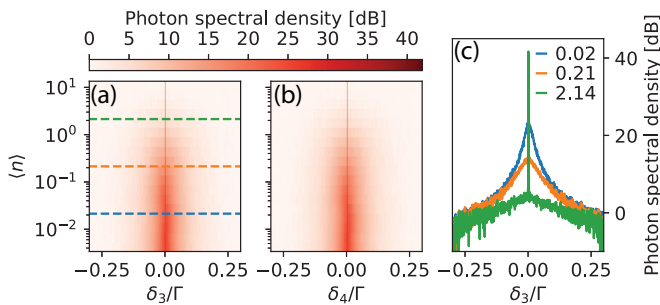 Photon spectral density [dB]
0 5 10 15 20 25 30 35 40
(a)
(b)
(c)
10¹
10⁰
10⁻¹
10⁻²
⟨n⟩
−0.25 0.00 0.25
δ₃/Γ
−0.25 0.00 0.25
δ₄/Γ
0.02
0.21
2.14
40
20
0
Photon spectral density [dB]
−0.25 0.00 0.25
δ₃/Γ